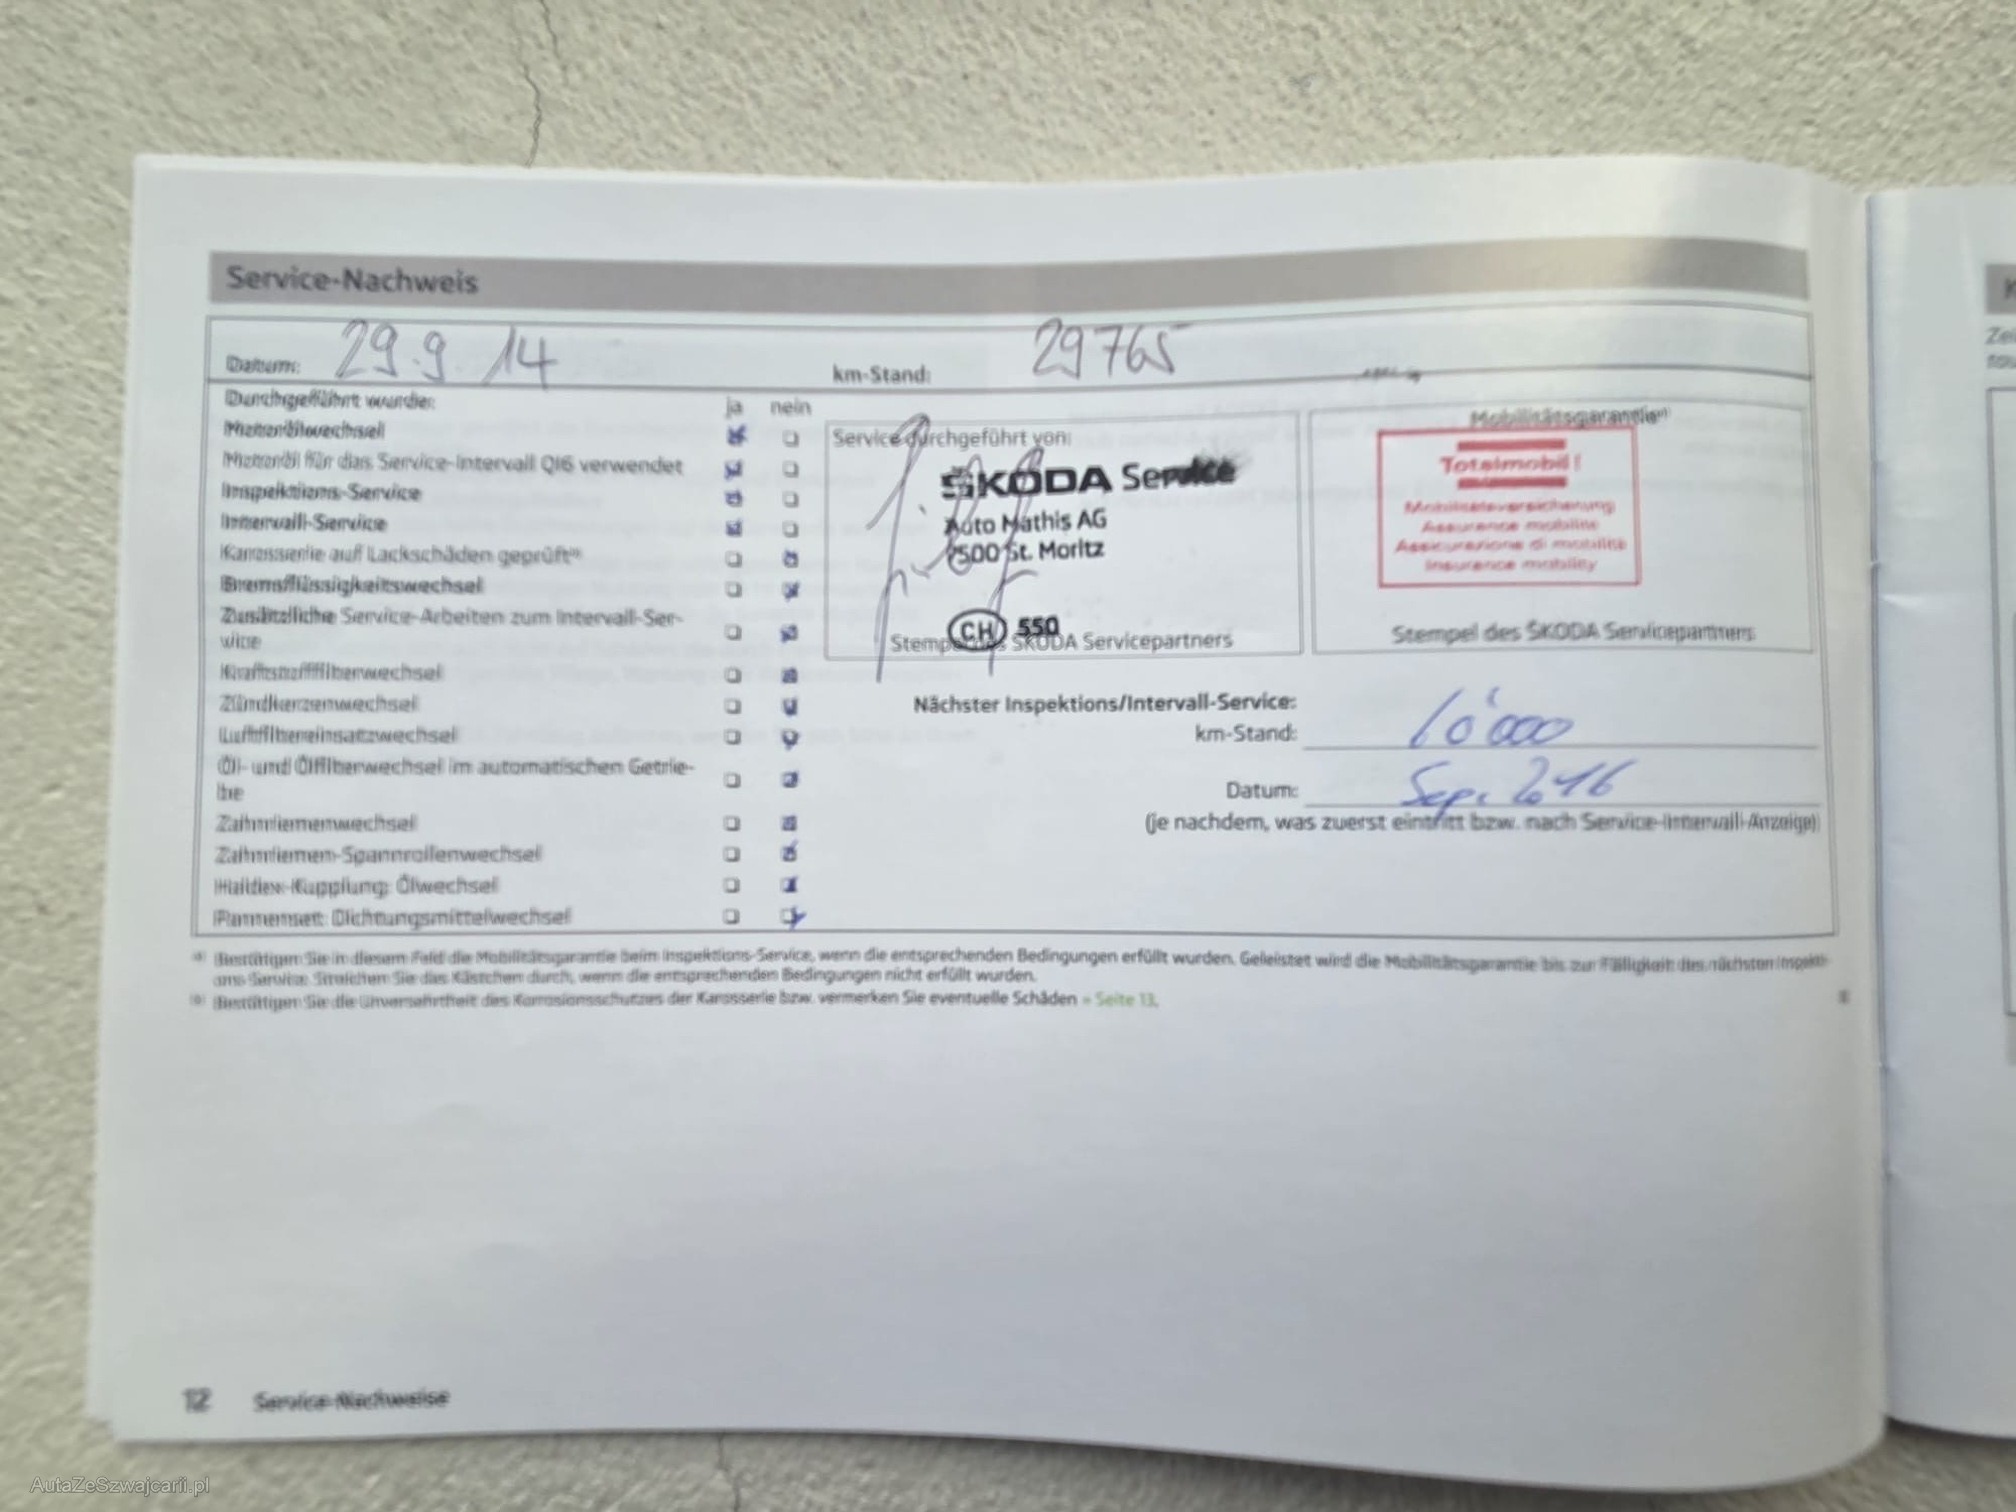 Service-Nachweis
Datum: 29.9.14 km-Stand: 29765
Durchgeführt wurde: ja nein
Motorölwechsel
Motoröl für das Service-Intervall QI6 verwendet
Inspektions-Service
Intervall-Service
Karosserie auf Lackschäden geprüft b)
Bremsflüssigkeitswechsel
Zusätzliche Service-Arbeiten zum Intervall-Ser-
vice
Kraftstofffilterwechsel
Zündkerzenwechsel
Luftfiltereinsatzwechsel
Öl- und Ölfilterwechsel im automatischen Getrie-
be
Zahnriemenwechsel
Zahnriemen-Spannrollenwechsel
Haldex-Kupplung: Ölwechsel
Pannenset: Dichtungsmittelwechsel
Service durchgeführt von:
ŠKODA Service
Auto Mathis AG
7500 St. Moritz
CH 550
Stempel des ŠKODA Servicepartners
Mobilitätsgarantie a)
Totalmobil!
Mobilitätsversicherung
Assurance mobilité
Assicurazione di mobilità
Insurance mobility
Stempel des ŠKODA Servicepartners
Nächster Inspektions/Intervall-Service:
km-Stand: 60'000
Datum: Sep. 2016
(je nachdem, was zuerst eintritt bzw. nach Service-Intervall-Anzeige)
a) Bestätigen Sie in diesem Feld die Mobilitätsgarantie beim Inspektions-Service, wenn die entsprechenden Bedingungen erfüllt wurden. Geleistet wird die Mobilitätsgarantie bis zur Fälligkeit des nächsten Inspekti-
ons-Service. Streichen Sie das Kästchen durch, wenn die entsprechenden Bedingungen nicht erfüllt wurden.
b) Bestätigen Sie die Unversehrtheit des Korrosionsschutzes der Karosserie bzw. vermerken Sie eventuelle Schäden » Seite 13.
12 Service-Nachweise
AutaZeSzwajcarii.pl